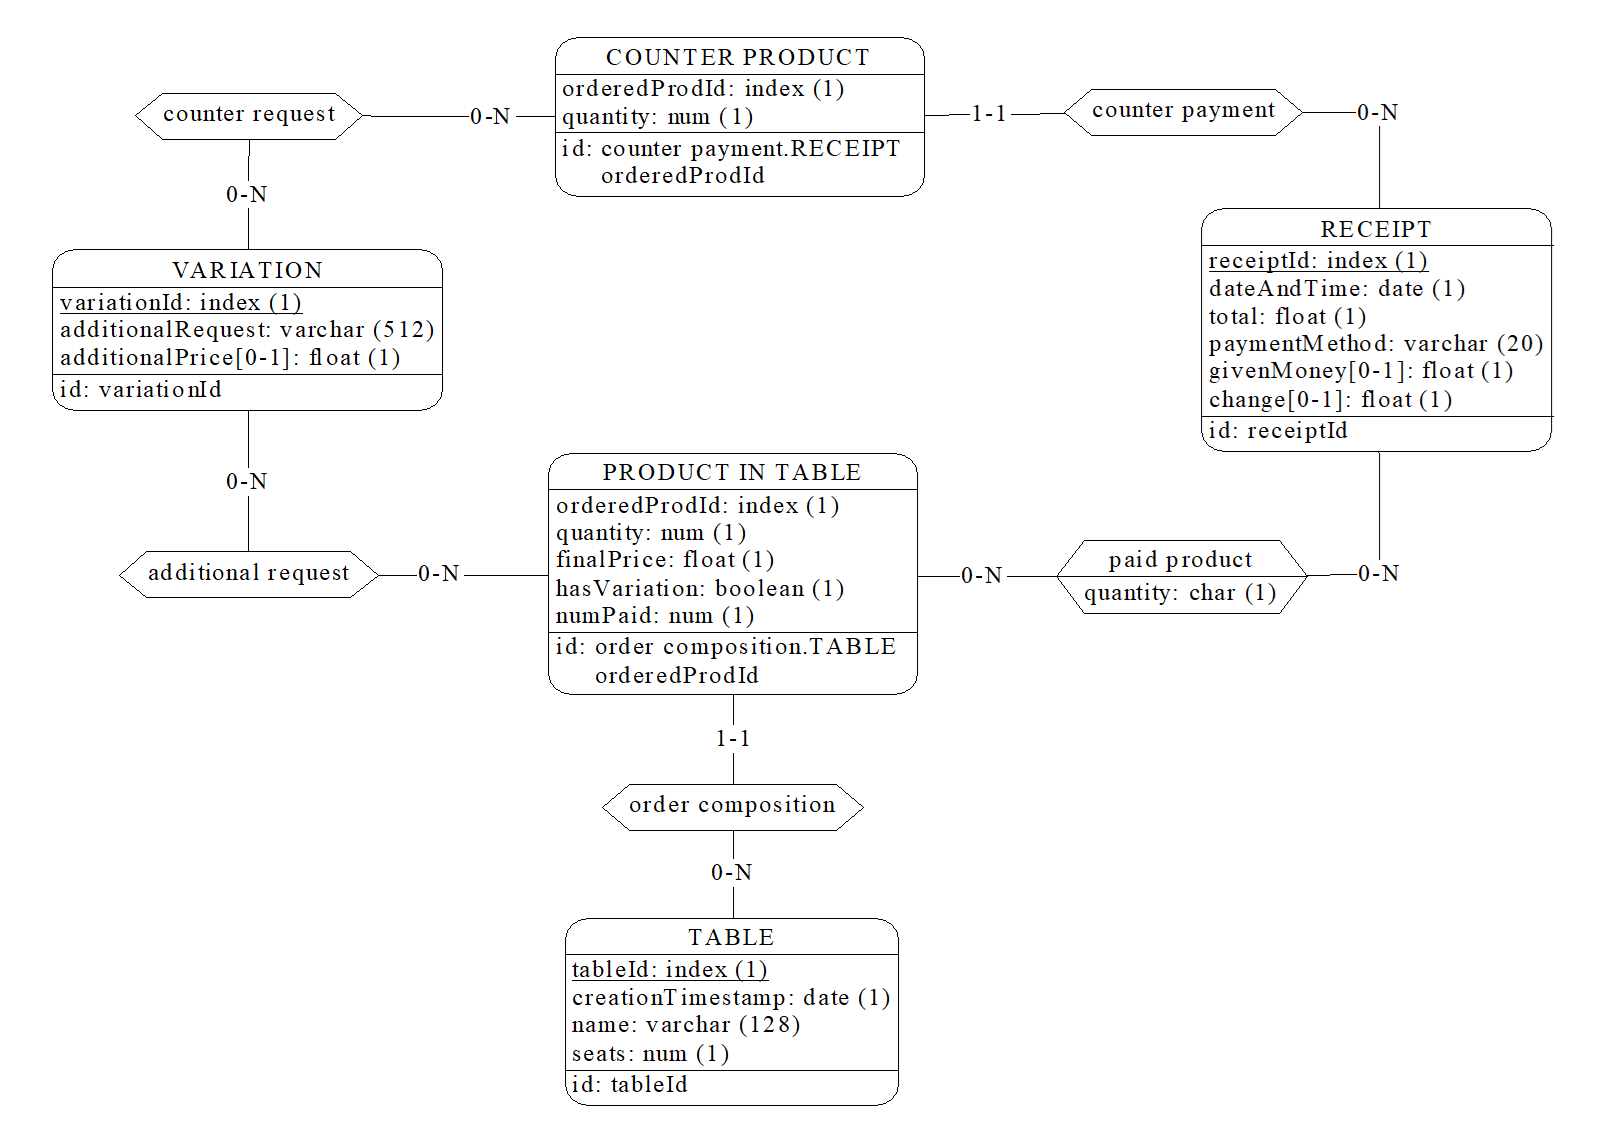 COUNTER PRODUCT
orderedProdId: index (1)
quantity: num (1)
id: counter payment.RECEIPT
orderedProdId
counter request
0-N
1-1
counter payment
0-N
0-N
VARIATION
variationId: index (1)
additionalRequest: varchar (512)
additionalPrice[0-1]: float (1)
id: variationId
RECEIPT
receiptId: index (1)
dateAndTime: date (1)
total: float (1)
paymentMethod: varchar (20)
givenMoney[0-1]: float (1)
change[0-1]: float (1)
id: receiptId
0-N
PRODUCT IN TABLE
orderedProdId: index (1)
quantity: num (1)
finalPrice: float (1)
hasVariation: boolean (1)
numPaid: num (1)
id: order composition.TABLE
orderedProdId
additional request
0-N
0-N
paid product
quantity: char (1)
0-N
1-1
order composition
0-N
TABLE
tableId: index (1)
creationTimestamp: date (1)
name: varchar (128)
seats: num (1)
id: tableId